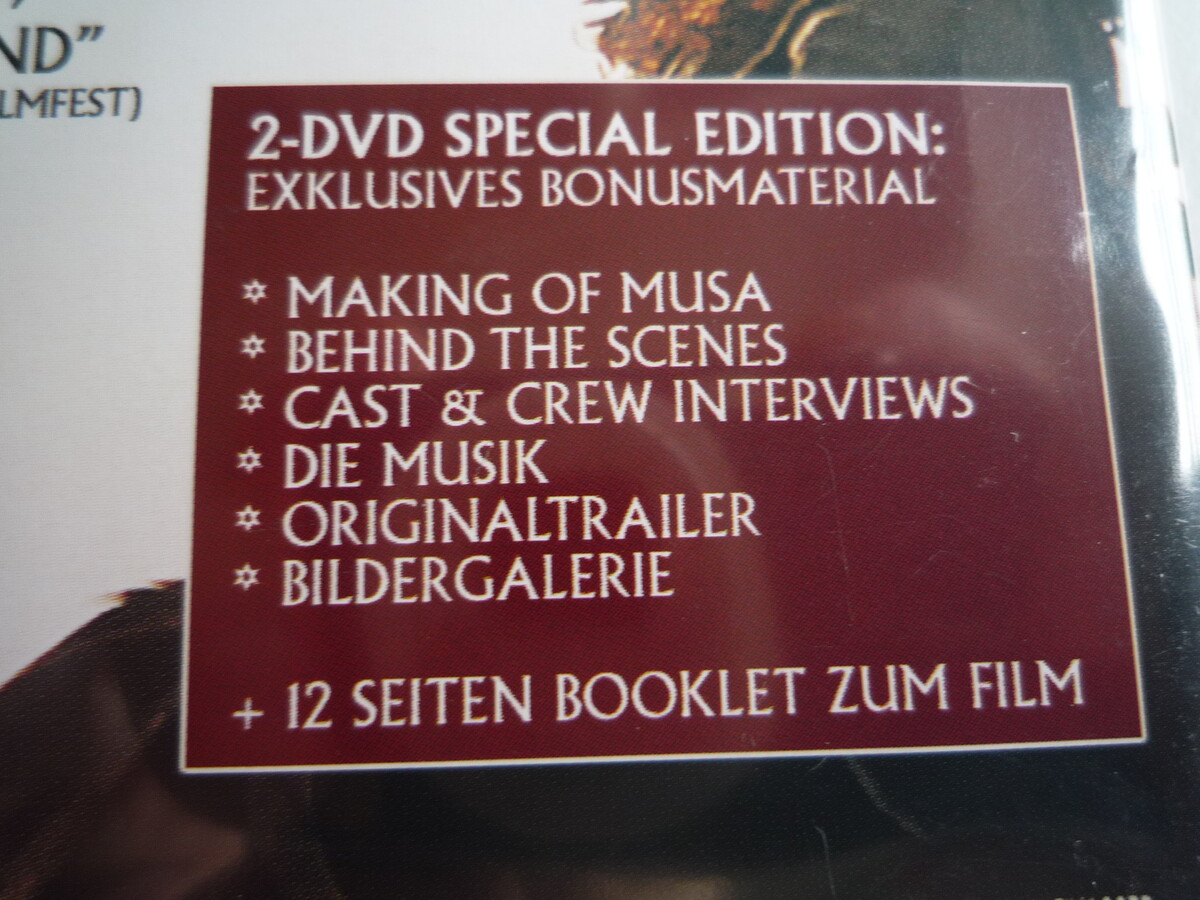 ND”
LMFEST)
2-DVD SPECIAL EDITION:
EXKLUSIVES BONUSMATERIAL
✡ MAKING OF MUSA
✡ BEHIND THE SCENES
✡ CAST & CREW INTERVIEWS
✡ DIE MUSIK
✡ ORIGINALTRAILER
✡ BILDERGALERIE
+ 12 SEITEN BOOKLET ZUM FILM